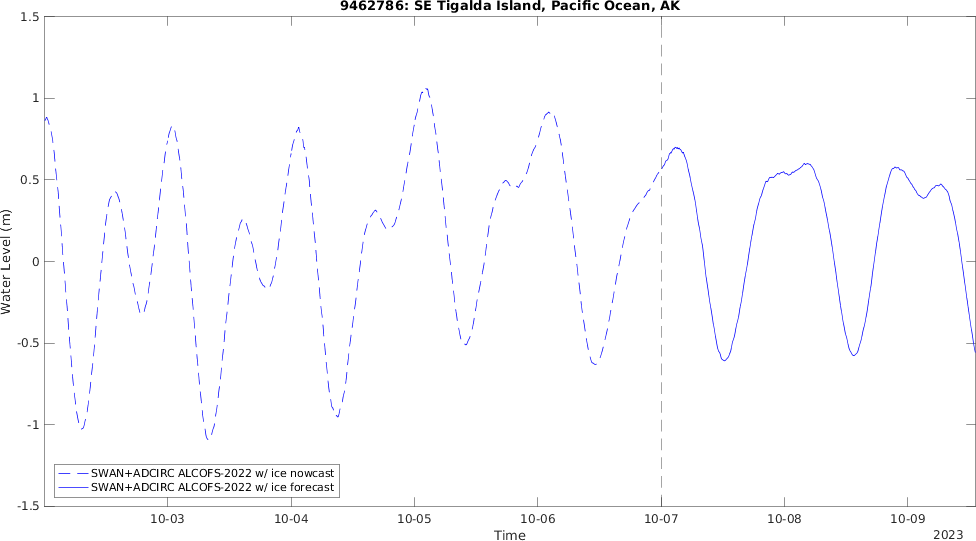 9462786: SE Tigalda Island, Pacific Ocean, AK
1.5
1
0.5
0
-0.5
-1
-1.5
Water Level (m)
SWAN+ADCIRC ALCOFS-2022 w/ ice nowcast
SWAN+ADCIRC ALCOFS-2022 w/ ice forecast
10-03 10-04 10-05 10-06 10-07 10-08 10-09
Time
2023